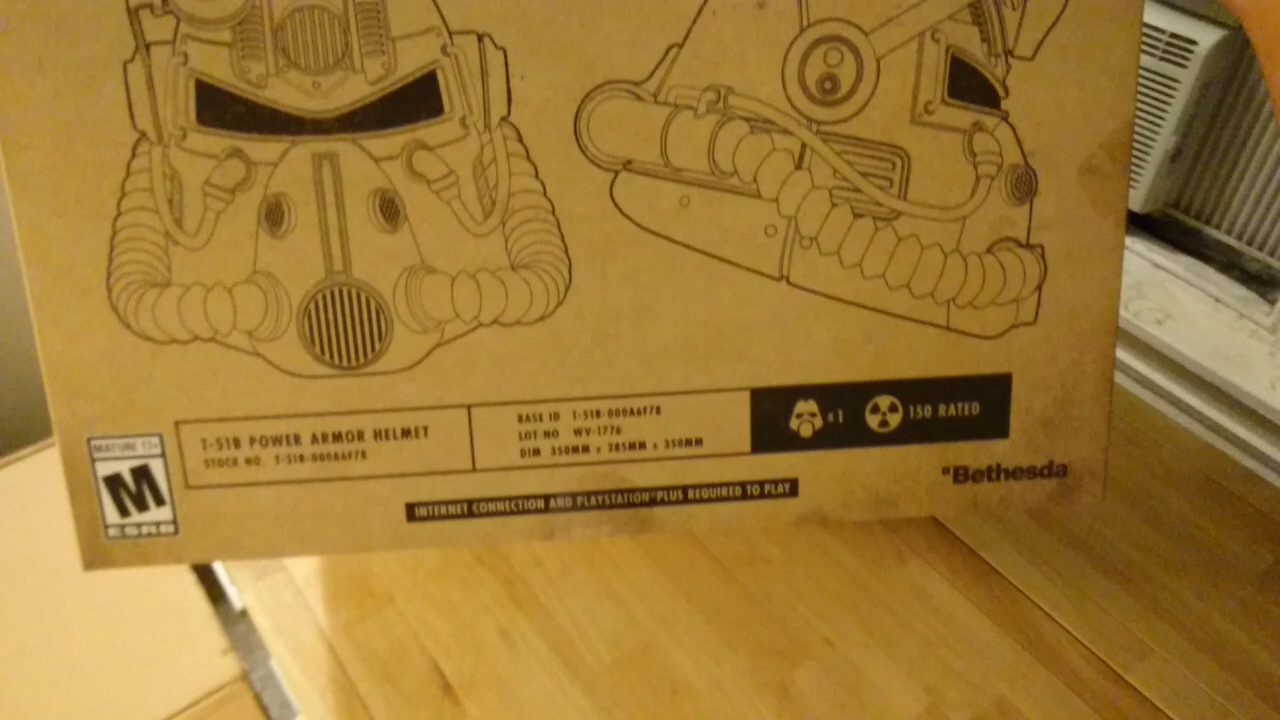 T-51B POWER ARMOR HELMET
STOCK NO. T-51B-000A6F78
BASE ID T-51B-000A6F78
LOT NO WV-1776
DIM 350MM x 285MM x 350MM
x1
150 RATED
MATURE 17+
M
ESRB
INTERNET CONNECTION AND PLAYSTATION®PLUS REQUIRED TO PLAY
Bethesda